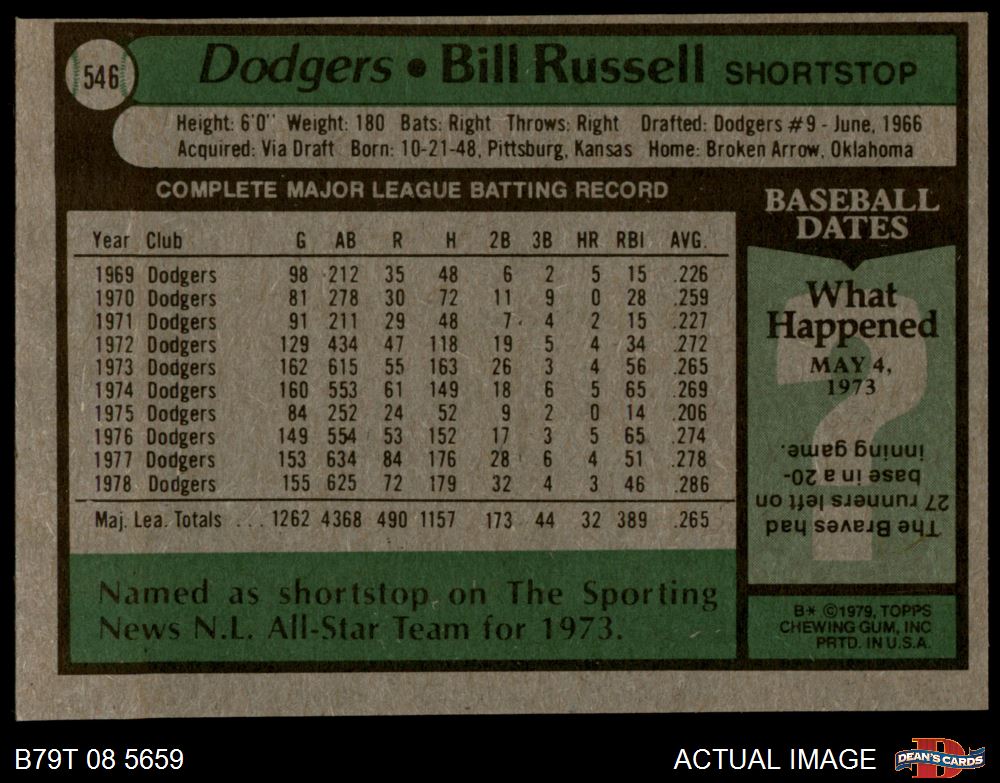 546
Dodgers • Bill Russell SHORTSTOP
Height: 6'0" Weight: 180 Bats: Right Throws: Right Drafted: Dodgers #9 - June, 1966
Acquired: Via Draft Born: 10-21-48, Pittsburg, Kansas Home: Broken Arrow, Oklahoma
COMPLETE MAJOR LEAGUE BATTING RECORD
Year Club G AB R H 2B 3B HR RBI AVG.
1969 Dodgers 98 212 35 48 6 2 5 15 .226
1970 Dodgers 81 278 30 72 11 9 0 28 .259
1971 Dodgers 91 211 29 48 7 4 2 15 .227
1972 Dodgers 129 434 47 118 19 5 4 34 .272
1973 Dodgers 162 615 55 163 26 3 4 56 .265
1974 Dodgers 160 553 61 149 18 6 5 65 .269
1975 Dodgers 84 252 24 52 9 2 0 14 .206
1976 Dodgers 149 554 53 152 17 3 5 65 .274
1977 Dodgers 153 634 84 176 28 6 4 51 .278
1978 Dodgers 155 625 72 179 32 4 3 46 .286
Maj. Lea. Totals ... 1262 4368 490 1157 173 44 32 389 .265
Named as shortstop on The Sporting
News N.L. All-Star Team for 1973.
BASEBALL
DATES
What
Happened
MAY 4,
1973
?
The Braves had
27 runners left on
base in a 20-
inning game.
B* ©1979, TOPPS
CHEWING GUM, INC
PRTD. IN U.S.A.
B79T 08 5659
ACTUAL IMAGE
D
DEAN'S CARDS